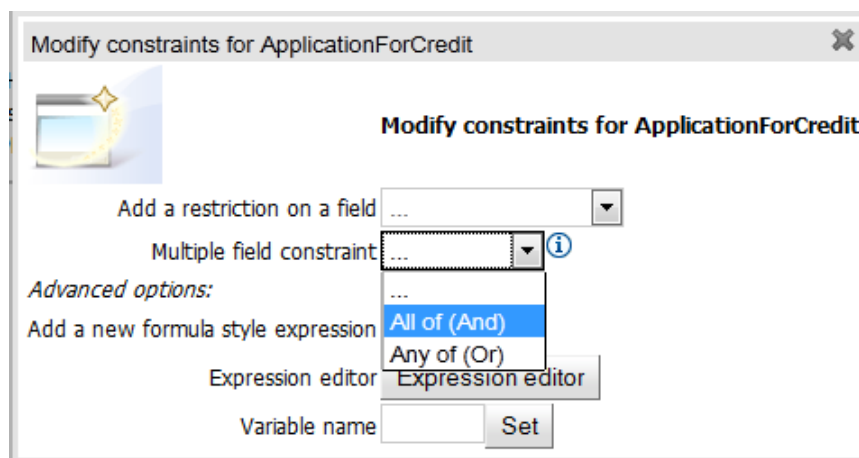 Modify constraints for ApplicationForCredit
Modify constraints for ApplicationForCredit
Add a restriction on a field ...
Multiple field constraint ...
Advanced options:
...
Add a new formula style expression All of (And)
Any of (Or)
Expression editor Expression editor
Variable name Set